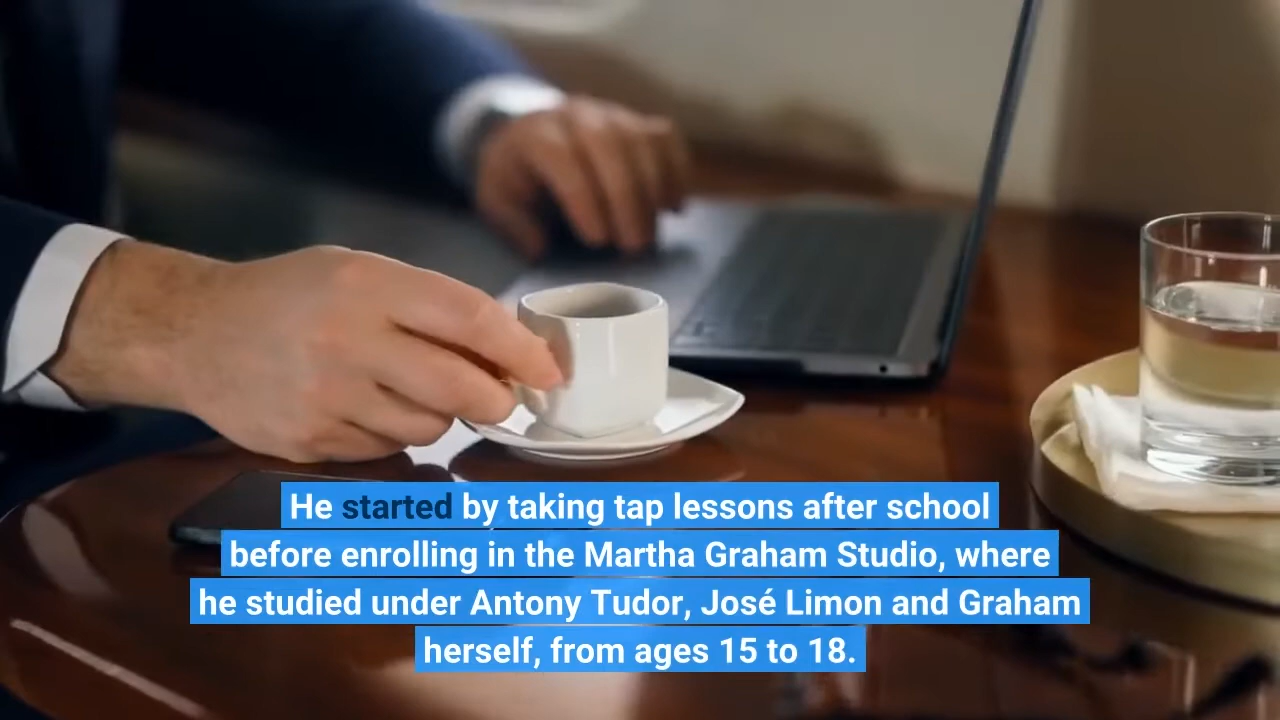 He started by taking tap lessons after school
before enrolling in the Martha Graham Studio, where
he studied under Antony Tudor, José Limon and Graham
herself, from ages 15 to 18.